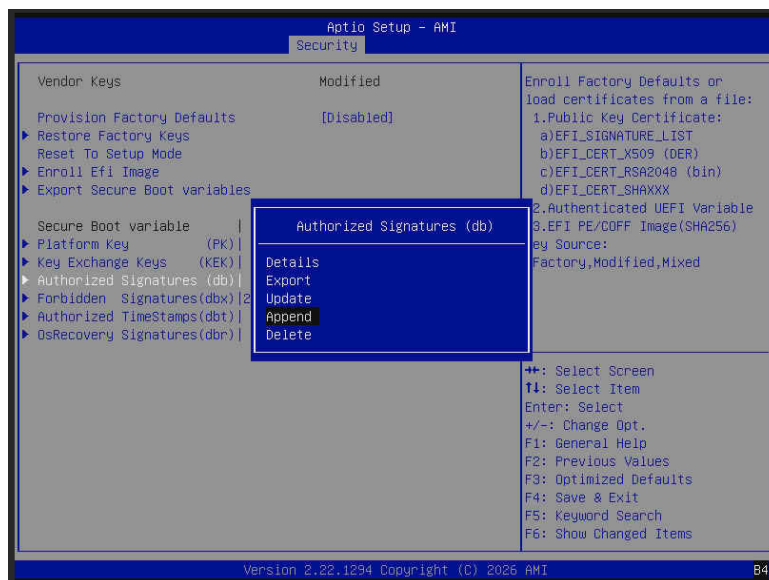 Aptio Setup - AMI
Security
Vendor Keys Modified
Provision Factory Defaults [Disabled]
Restore Factory Keys
Reset To Setup Mode
Enroll Efi Image
Export Secure Boot variables
Secure Boot variable |
Platform Key (PK)|
Key Exchange Keys (KEK)|
Authorized Signatures (db)|
Forbidden Signatures(dbx)|2
Authorized TimeStamps(dbt)|
OsRecovery Signatures(dbr)|
Authorized Signatures (db)
Details
Export
Update
Append
Delete
Enroll Factory Defaults or
load certificates from a file:
1.Public Key Certificate:
a)EFI_SIGNATURE_LIST
b)EFI_CERT_X509 (DER)
c)EFI_CERT_RSA2048 (bin)
d)EFI_CERT_SHAXXX
2.Authenticated UEFI Variable
3.EFI PE/COFF Image(SHA256)
ey Source:
Factory,Modified,Mixed
→←: Select Screen
↑↓: Select Item
Enter: Select
+/-: Change Opt.
F1: General Help
F2: Previous Values
F3: Optimized Defaults
F4: Save & Exit
F5: Keyword Search
F6: Show Changed Items
Version 2.22.1294 Copyright (C) 2026 AMI
B4